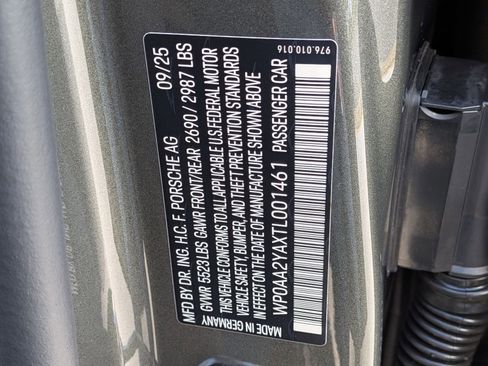 976.010.016
MFD BY DR. ING. H.C. F. PORSCHE AG 09/25
GVWR 5523 LBS GAWR FRONT/REAR 2690 / 2987 LBS
THIS VEHICLE CONFORMS TO ALL APPLICABLE U.S. FEDERAL MOTOR
VEHICLE SAFETY, BUMPER, AND THEFT PREVENTION STANDARDS
IN EFFECT ON THE DATE OF MANUFACTURE SHOWN ABOVE
WP0AA2YAXTL001461 PASSENGER CAR
MADE IN GERMANY